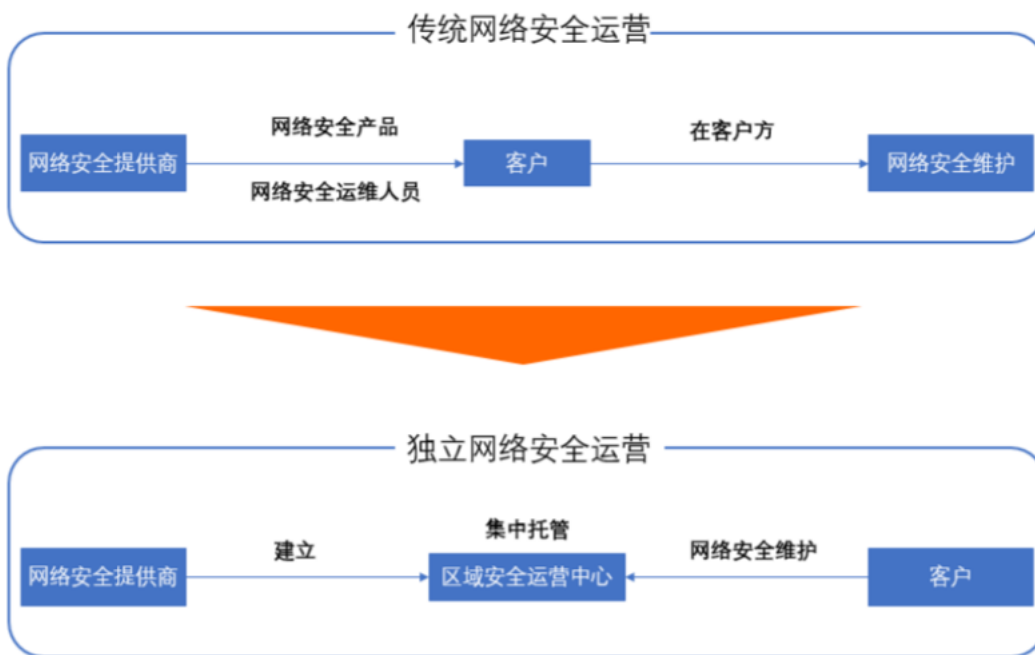 传统网络安全运营
网络安全产品
在客户方
网络安全提供商
客户
网络安全维护
网络安全运维人员
独立网络安全运营
集中托管
建立
网络安全维护
网络安全提供商
区域安全运营中心
客户